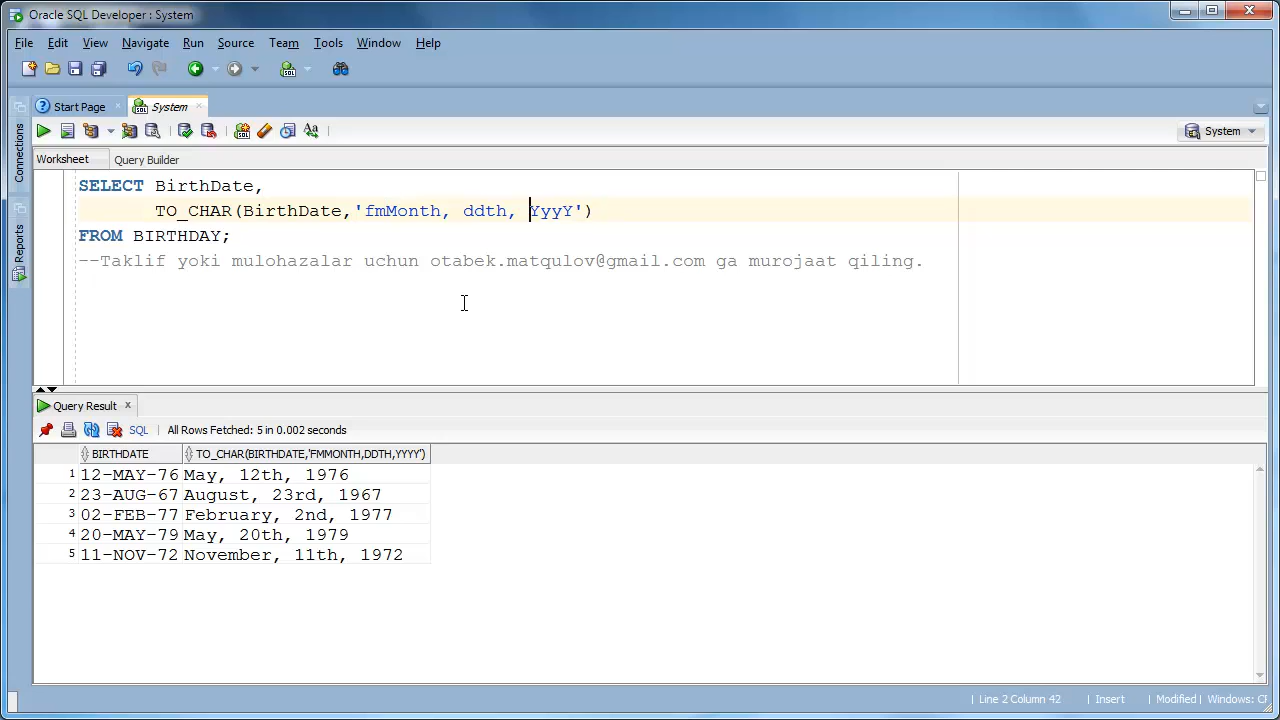 Oracle SQL Developer : System
File Edit View Navigate Run Source Team Tools Window Help
Start Page System
System
Connections
Reports
Worksheet Query Builder
SELECT BirthDate,
TO_CHAR(BirthDate,'fmMonth, ddth, YyyY')
FROM BIRTHDAY;
--Taklif yoki mulohazalar uchun otabek.matqulov@gmail.com ga murojaat qiling.
Query Result
SQL All Rows Fetched: 5 in 0.002 seconds
BIRTHDATE TO_CHAR(BIRTHDATE,'FMMONTH,DDTH,YYYY')
1 12-MAY-76 May, 12th, 1976
2 23-AUG-67 August, 23rd, 1967
3 02-FEB-77 February, 2nd, 1977
4 20-MAY-79 May, 20th, 1979
5 11-NOV-72 November, 11th, 1972
Line 2 Column 42 Insert Modified Windows: